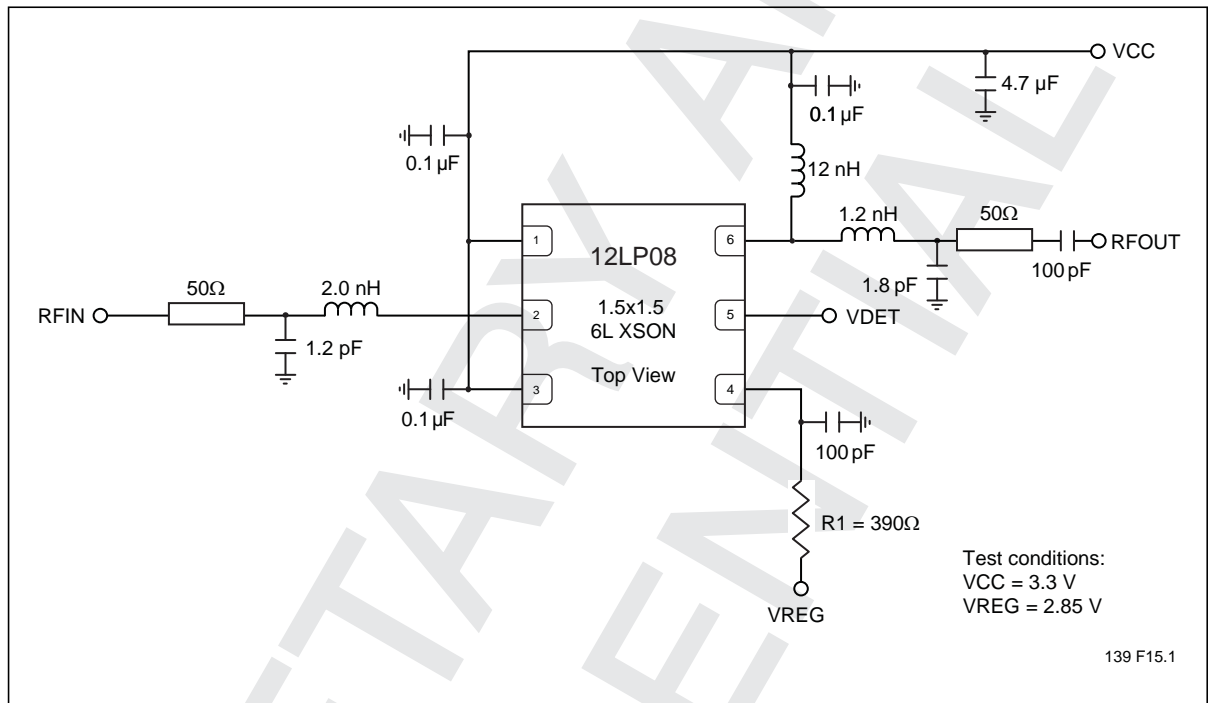 VCC
4.7 µF
0.1 µF
0.1 µF
12 nH
1.2 nH
50Ω
RFOUT
100 pF
1.8 pF
1
6
12LP08
2.0 nH
50Ω
RFIN
1.2 pF
2
1.5x1.5
6L XSON
5
VDET
Top View
0.1 µF
3
4
100 pF
R1 = 390Ω
VREG
Test conditions:
VCC = 3.3 V
VREG = 2.85 V
139 F15.1